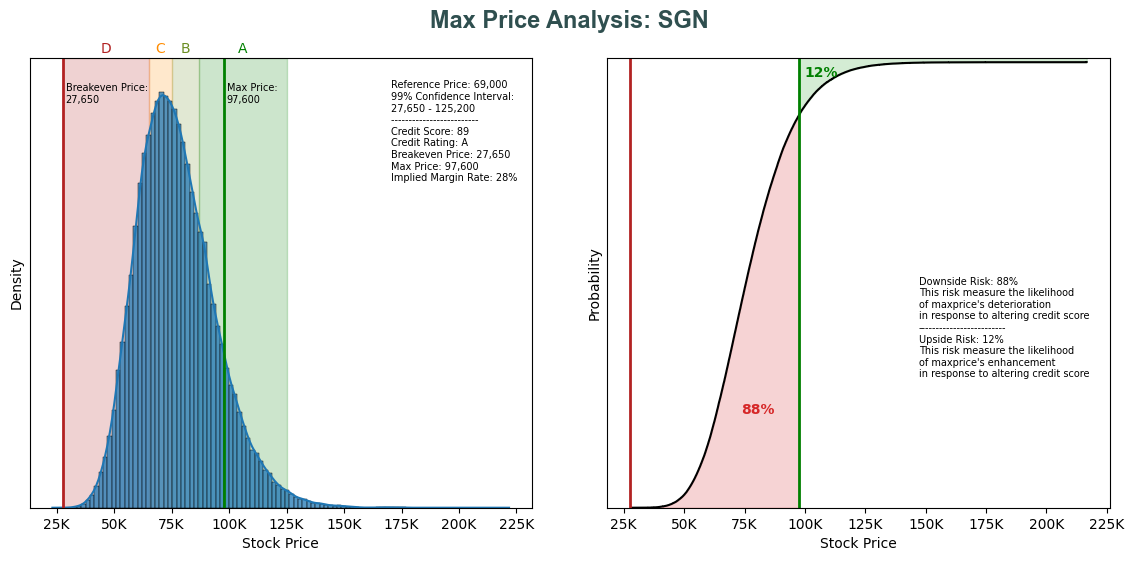 Max Price Analysis: SGN
D C B A
Breakeven Price:
27,650
Max Price:
97,600
Reference Price: 69,000
99% Confidence Interval:
27,650 - 125,200
-------------------------
Credit Score: 89
Credit Rating: A
Breakeven Price: 27,650
Max Price: 97,600
Implied Margin Rate: 28%
Density
25K 50K 75K 100K 125K 150K 175K 200K 225K
Stock Price
12%
88%
Downside Risk: 88%
This risk measure the likelihood
of maxprice's deterioration
in response to altering credit score
-------------------------
Upside Risk: 12%
This risk measure the likelihood
of maxprice's enhancement
in response to altering credit score
Probability
25K 50K 75K 100K 125K 150K 175K 200K 225K
Stock Price